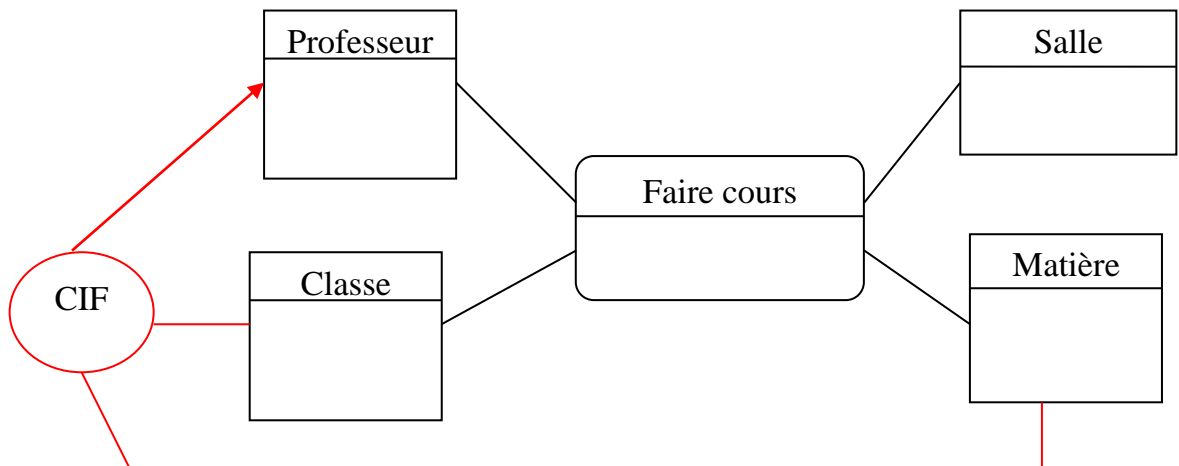 Professeur
Salle
Faire cours
Matière
Classe
CIF